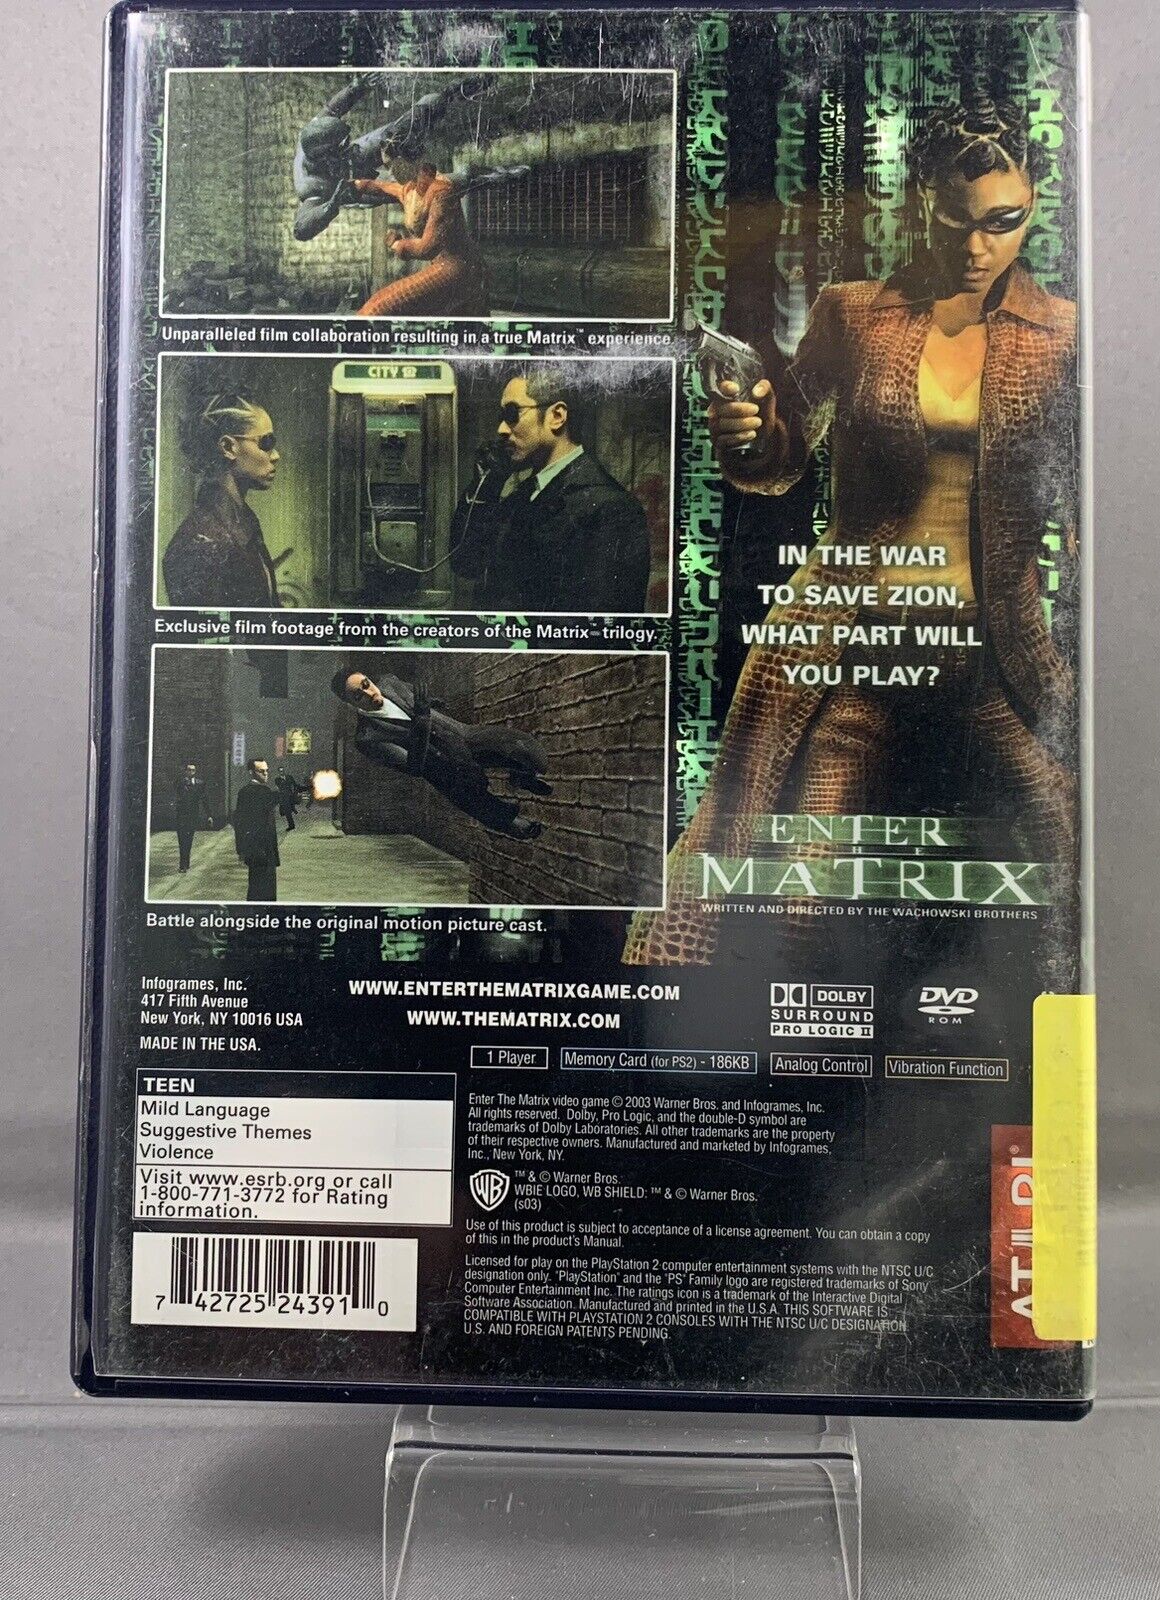 Unparalleled film collaboration resulting in a true Matrix™ experience.
CITY
Exclusive film footage from the creators of the Matrix™ trilogy.
Battle alongside the original motion picture cast.
IN THE WAR
TO SAVE ZION,
WHAT PART WILL
YOU PLAY?
ENTER
THE
MATRIX
WRITTEN AND DIRECTED BY THE WACHOWSKI BROTHERS
Infogrames, Inc.
417 Fifth Avenue
New York, NY 10016 USA
MADE IN THE USA.
WWW.ENTERTHEMATRIXGAME.COM
WWW.THEMATRIX.COM
DOLBY
SURROUND
PRO LOGIC II
DVD
ROM
1 Player
Memory Card (for PS2) - 186KB
Analog Control
Vibration Function
TEEN
Mild Language
Suggestive Themes
Violence
Visit www.esrb.org or call
1-800-771-3772 for Rating
information.
Enter The Matrix video game © 2003 Warner Bros. and Infogrames, Inc.
All rights reserved. Dolby, Pro Logic, and the double-D symbol are
trademarks of Dolby Laboratories. All other trademarks are the property
of their respective owners. Manufactured and marketed by Infogrames,
Inc., New York, NY.
WB
™ & © Warner Bros.
WBIE LOGO, WB SHIELD: ™ & © Warner Bros.
(s03)
Use of this product is subject to acceptance of a license agreement. You can obtain a copy
of this in the product's Manual.
Licensed for play on the PlayStation 2 computer entertainment systems with the NTSC U/C
designation only. "PlayStation" and the "PS" Family logo are registered trademarks of Sony
Computer Entertainment Inc. The ratings icon is a trademark of the Interactive Digital
Software Association. Manufactured and printed in the U.S.A. THIS SOFTWARE IS
COMPATIBLE WITH PLAYSTATION 2 CONSOLES WITH THE NTSC U/C DESIGNATION.
U.S. AND FOREIGN PATENTS PENDING.
7 42725 24391 0
ATARI®